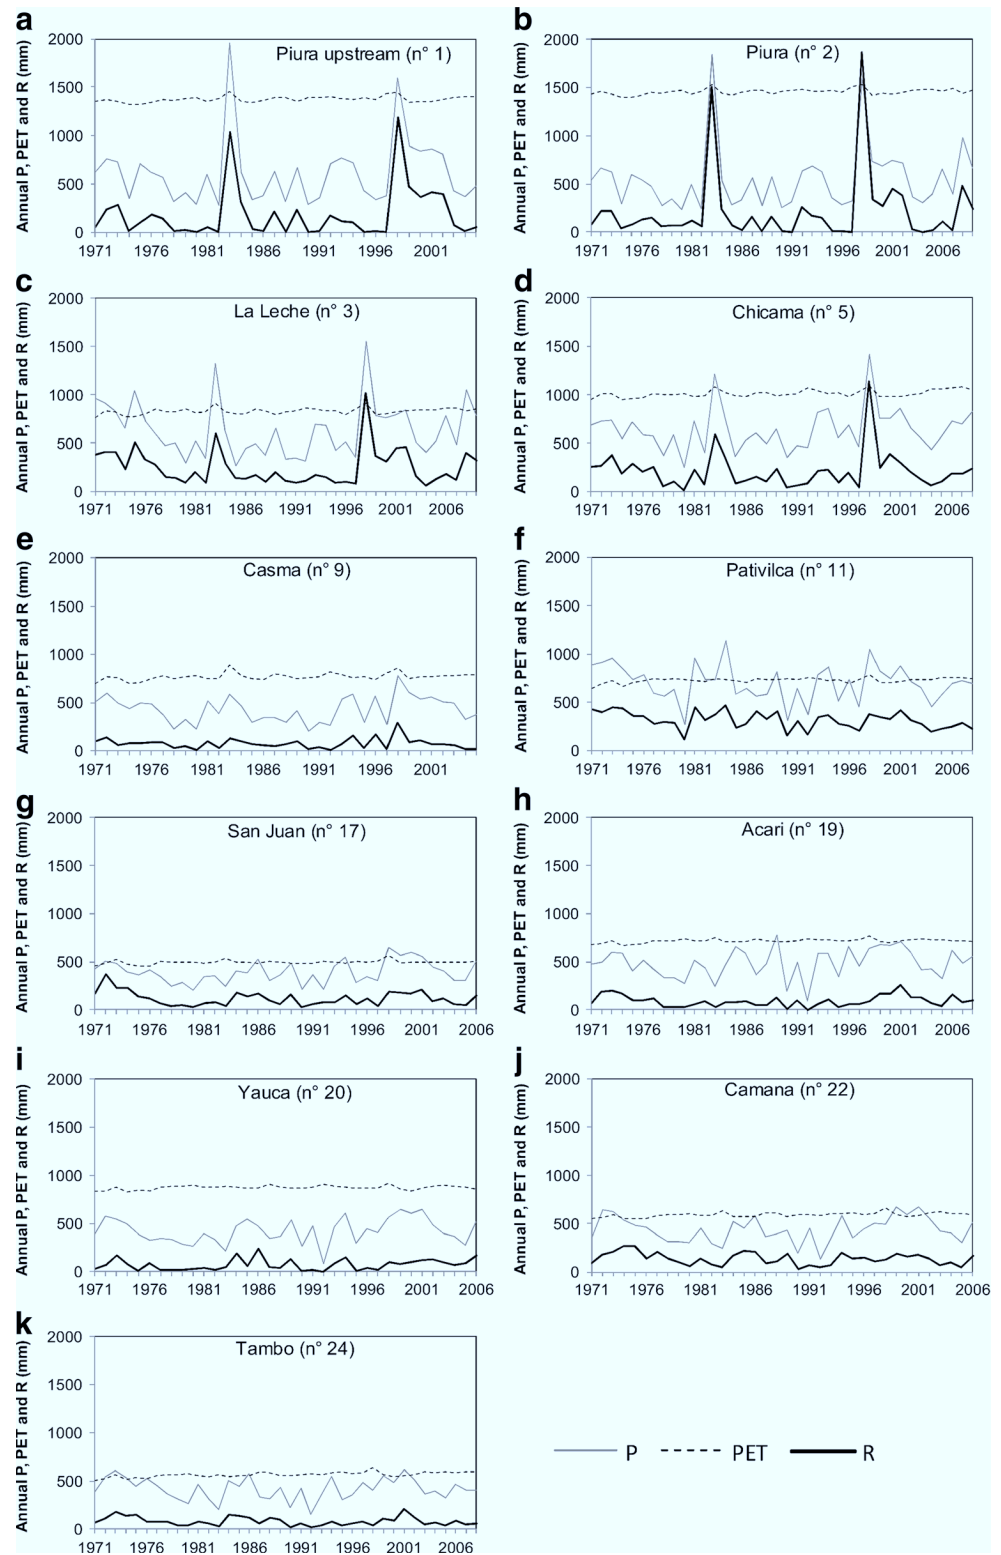 a
Annual P, PET and R (mm)
Piura upstream (n° 1)
2000
1500
1000
500
0
1971 1976 1981 1986 1991 1996 2001
b
Annual P, PET and R (mm)
Piura (n° 2)
2000
1500
1000
500
0
1971 1976 1981 1986 1991 1996 2001 2006
c
Annual P, PET and R (mm)
La Leche (n° 3)
2000
1500
1000
500
0
1971 1976 1981 1986 1991 1996 2001 2006
d
Annual P, PET and R (mm)
Chicama (n° 5)
2000
1500
1000
500
0
1971 1976 1981 1986 1991 1996 2001 2006
e
Annual P, PET and R (mm)
Casma (n° 9)
2000
1500
1000
500
0
1971 1976 1981 1986 1991 1996 2001
f
Annual P, PET and R (mm)
Pativilca (n° 11)
2000
1500
1000
500
0
1971 1976 1981 1986 1991 1996 2001 2006
g
Annual P, PET and R (mm)
San Juan (n° 17)
2000
1500
1000
500
0
1971 1976 1981 1986 1991 1996 2001 2006
h
Annual P, PET and R (mm)
Acari (n° 19)
2000
1500
1000
500
0
1971 1976 1981 1986 1991 1996 2001 2006
i
Annual P, PET and R (mm)
Yauca (n° 20)
2000
1500
1000
500
0
1971 1976 1981 1986 1991 1996 2001 2006
j
Annual P, PET and R (mm)
Camana (n° 22)
2000
1500
1000
500
0
1971 1976 1981 1986 1991 1996 2001 2006
k
Annual P, PET and R (mm)
Tambo (n° 24)
2000
1500
1000
500
0
1971 1976 1981 1986 1991 1996 2001 2006
P PET R